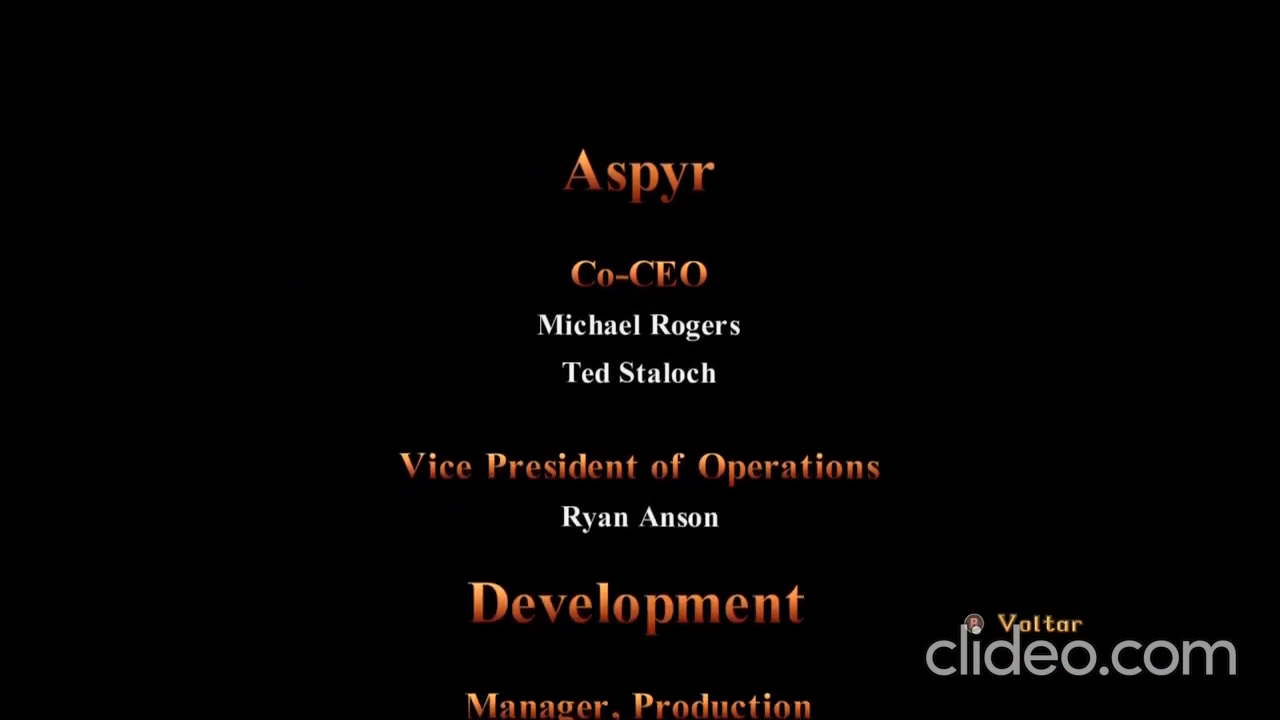 Aspyr
Co-CEO
Michael Rogers
Ted Staloch
Vice President of Operations
Ryan Anson
Development
B Voltar
clideo.com
Manager, Production